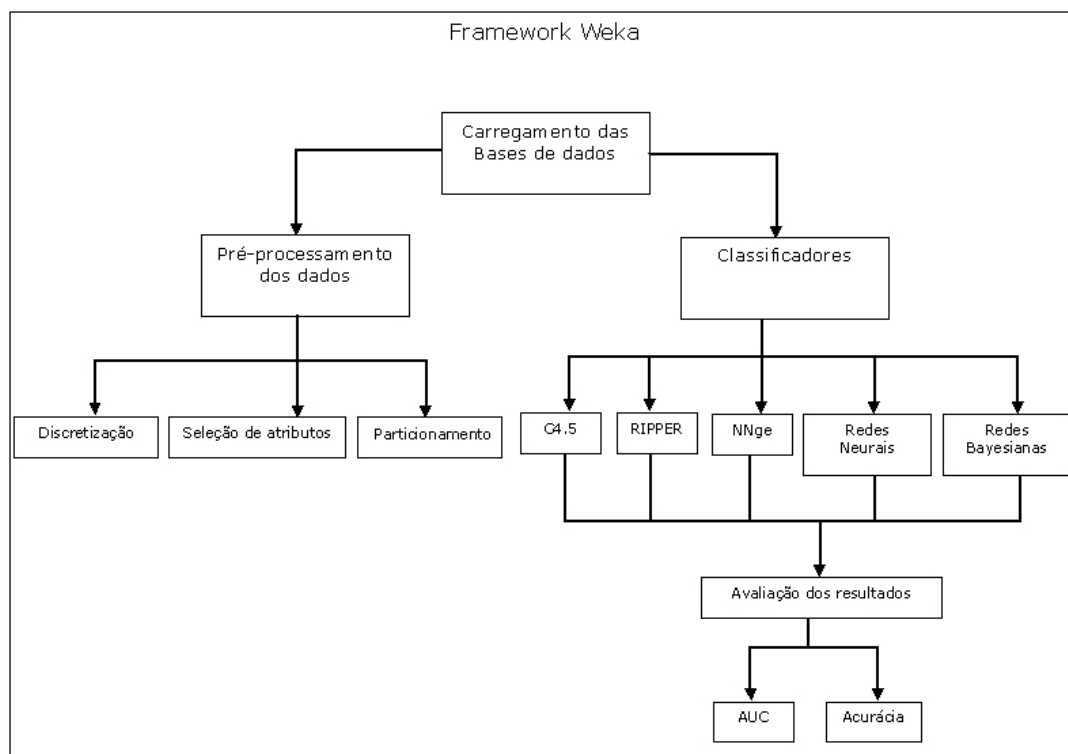 Framework Weka
Carregamento das
Bases de dados
Pré-processamento
dos dados
Classificadores
Discretização
Seleção de atributos
Particionamento
C4.5
RIPPER
NNge
Redes
Neurais
Redes
Bayesianas
Avaliação dos resultados
AUC
Acurácia